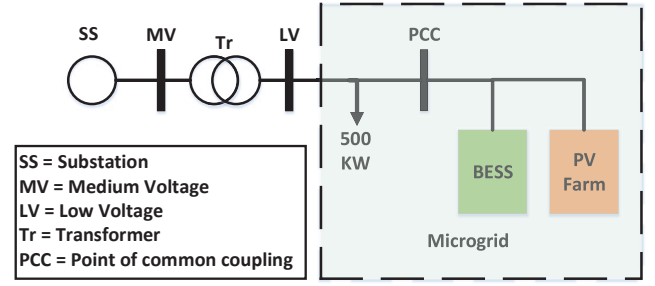 SS
MV
Tr
LV
PCC
500
KW
BESS
PV
Farm
Microgrid
SS = Substation
MV = Medium Voltage
LV = Low Voltage
Tr = Transformer
PCC = Point of common coupling